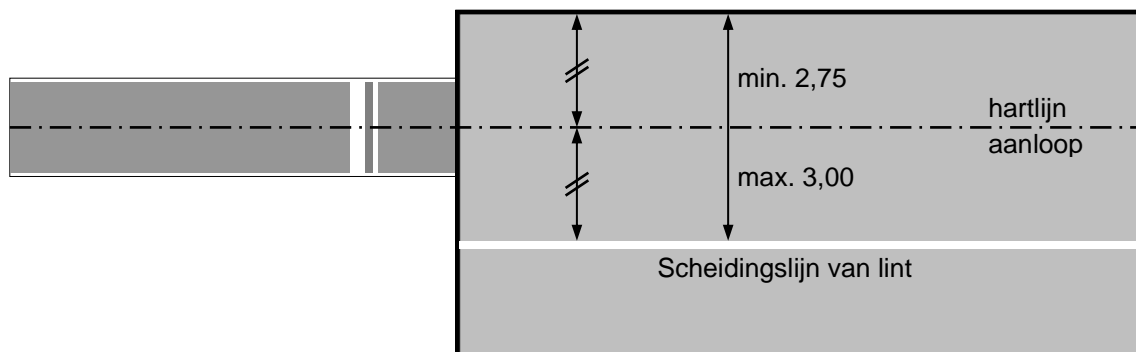 min. 2,75
hartlijn
aanloop
max. 3,00
Scheidingslijn van lint